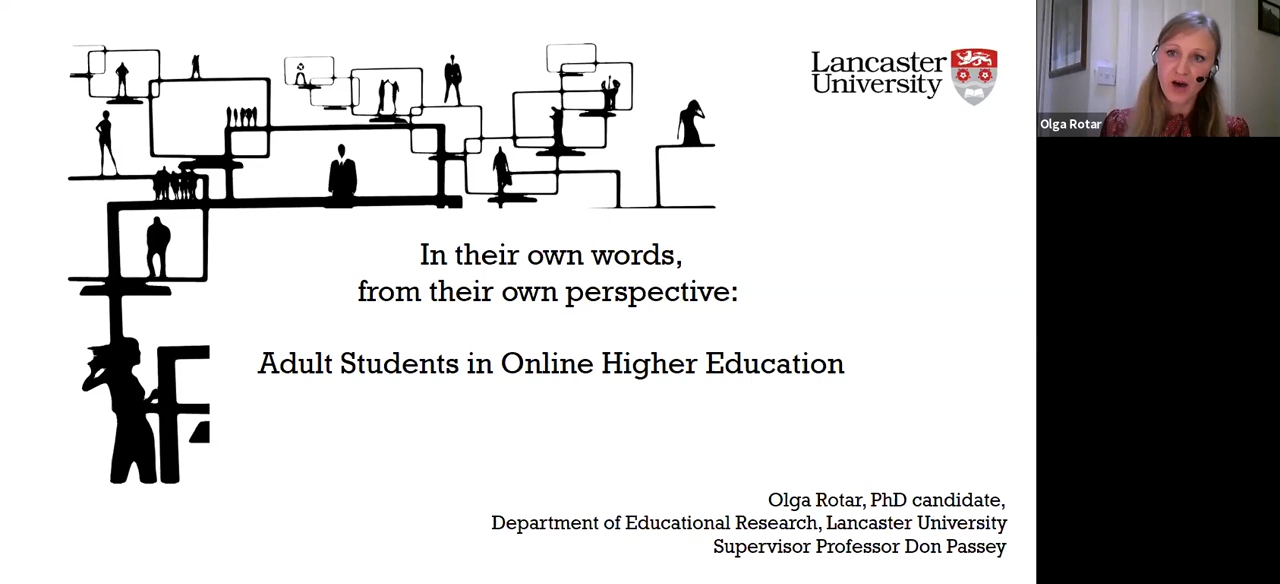 Lancaster
University
Olga Rotar
In their own words,
from their own perspective:
Adult Students in Online Higher Education
Olga Rotar, PhD candidate,
Department of Educational Research, Lancaster University
Supervisor Professor Don Passey